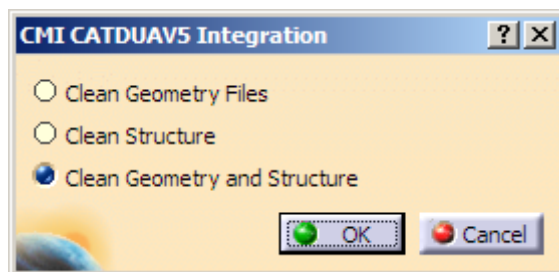 CMI CATDUAV5 Integration
Clean Geometry Files
Clean Structure
Clean Geometry and Structure
OK Cancel